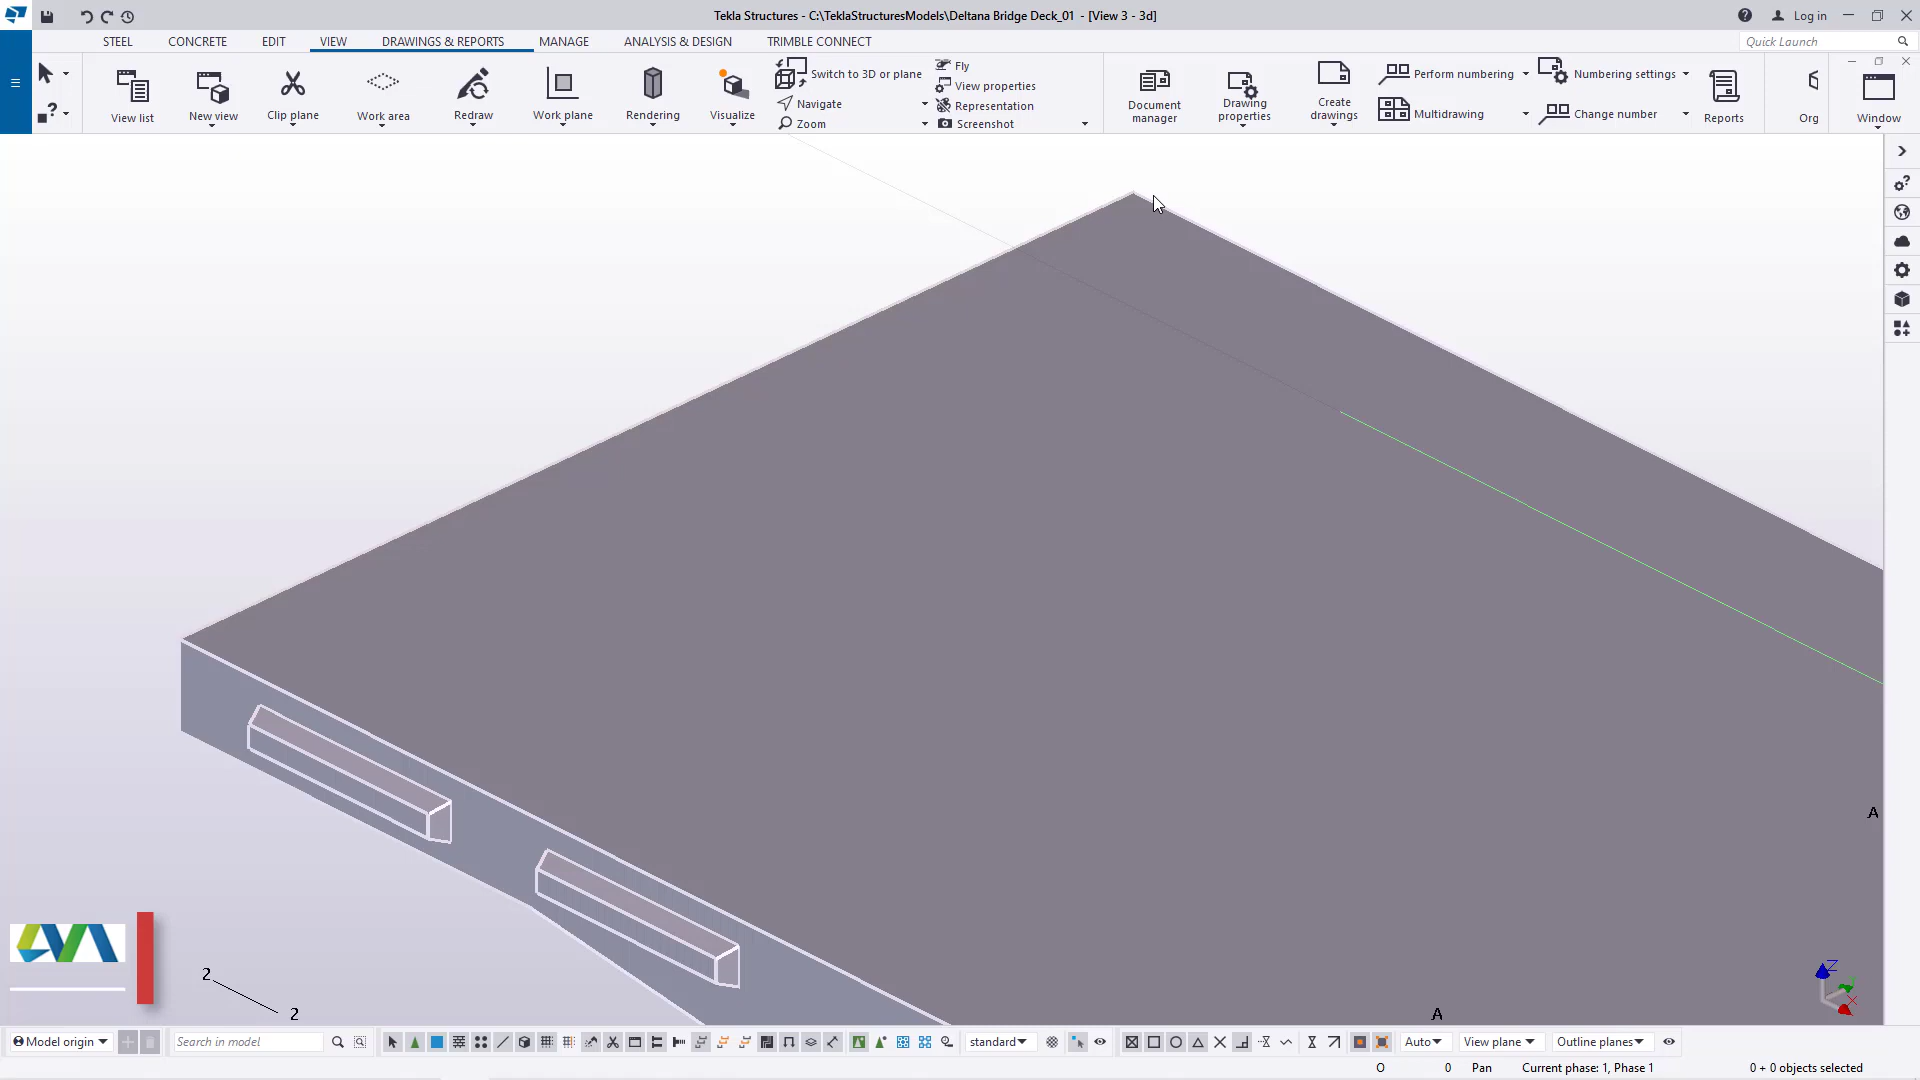 Tekla Structures - C:\TeklaStructuresModels\Deltana Bridge Deck_01 - [View 3 - 3d]
Log in
STEEL CONCRETE EDIT VIEW DRAWINGS & REPORTS MANAGE ANALYSIS & DESIGN TRIMBLE CONNECT
Quick Launch
View list
New view
Clip plane
Work area
Redraw
Work plane
Rendering
Visualize
Switch to 3D or plane
Navigate
Zoom
Fly
View properties
Representation
Screenshot
Document
manager
Drawing
properties
Create
drawings
Perform numbering
Multidrawing
Numbering settings
Change number
Reports
Org
Window
A
2
2
A
Z
Y
X
Model origin
Search in model
standard
Auto
View plane
Outline planes
O 0 Pan Current phase: 1, Phase 1 0 + 0 objects selected